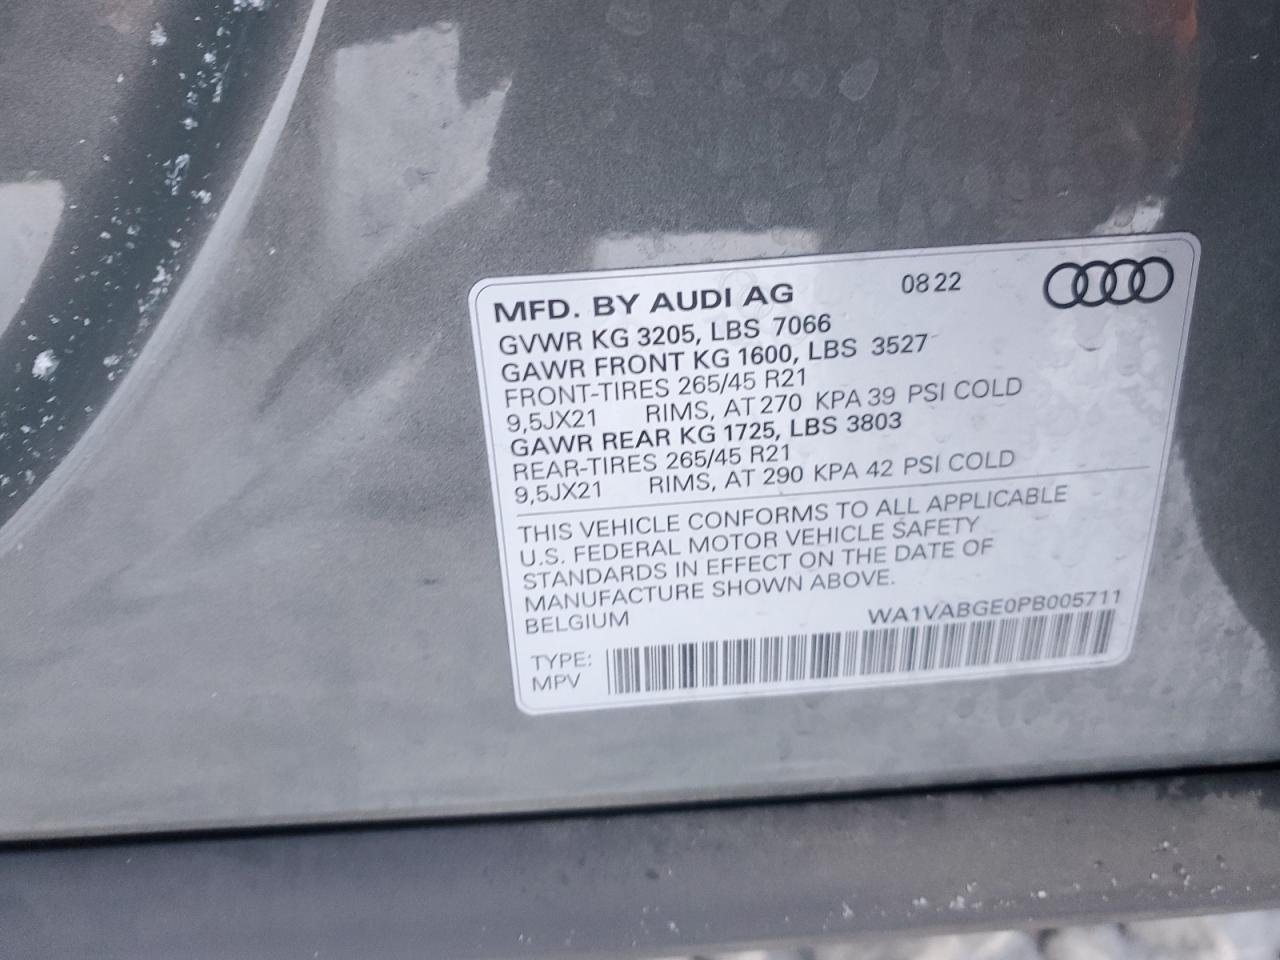 MFD. BY AUDI AG 0822
GVWR KG 3205, LBS 7066
GAWR FRONT KG 1600, LBS 3527
FRONT-TIRES 265/45 R21
9,5JX21 RIMS, AT 270 KPA 39 PSI COLD
GAWR REAR KG 1725, LBS 3803
REAR-TIRES 265/45 R21
9,5JX21 RIMS, AT 290 KPA 42 PSI COLD
THIS VEHICLE CONFORMS TO ALL APPLICABLE
U.S. FEDERAL MOTOR VEHICLE SAFETY
STANDARDS IN EFFECT ON THE DATE OF
MANUFACTURE SHOWN ABOVE.
BELGIUM WA1VABGE0PB005711
TYPE:
MPV